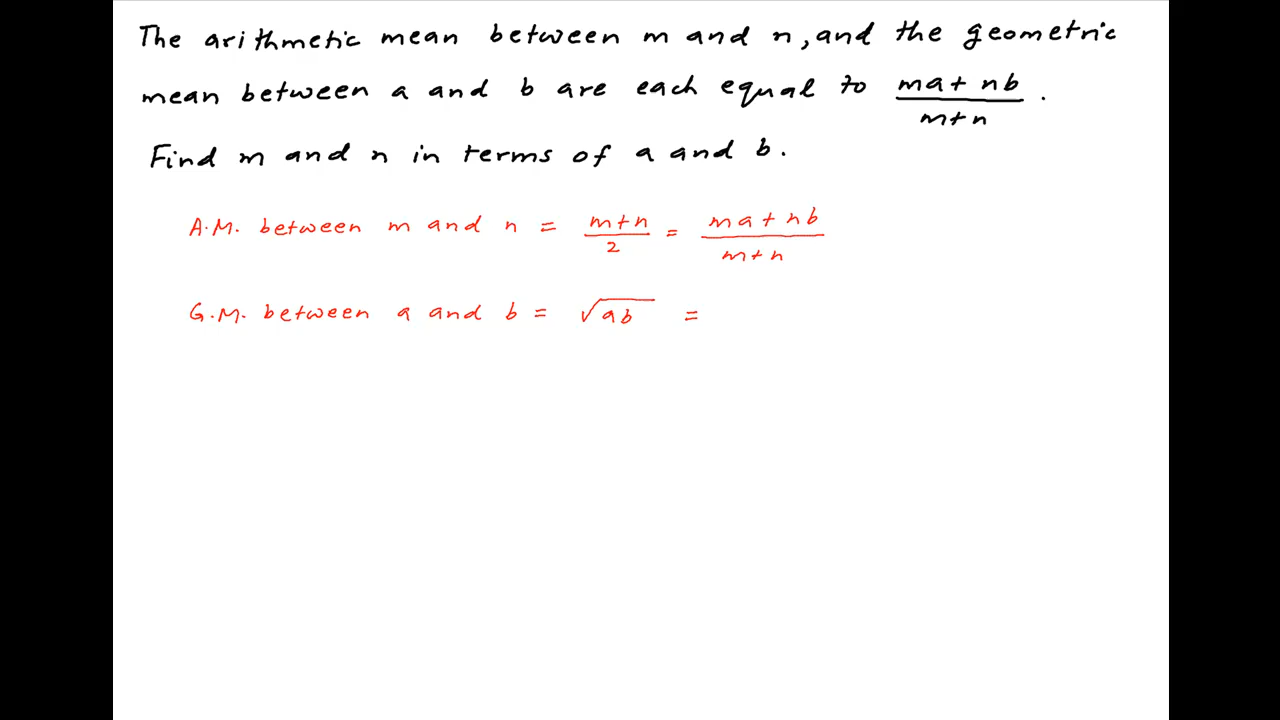 The arithmetic mean between m and n, and the geometric
mean between a and b are each equal to (ma + nb)/(m+n).
Find m and n in terms of a and b.
A.M. between m and n = (m+n)/2 = (ma + nb)/(m+n)
G.M. between a and b = √ab =